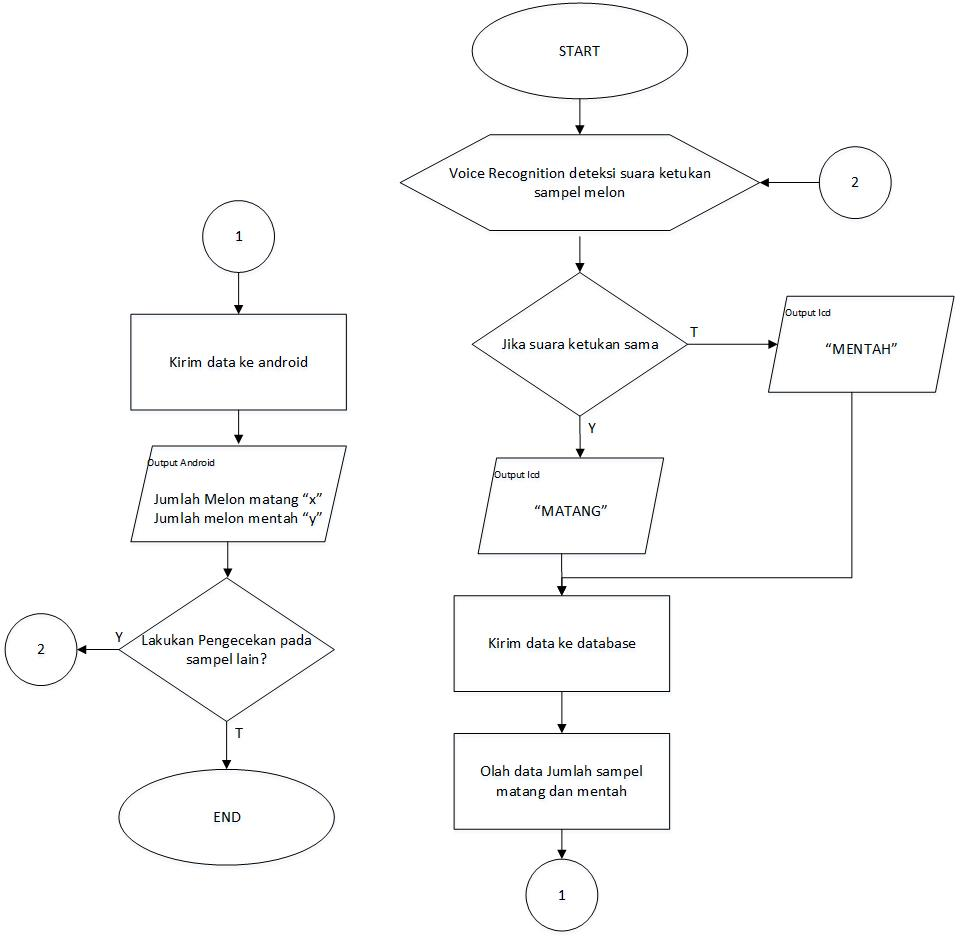 START
Voice Recognition deteksi suara ketukan
sampel melon
2
Jika suara ketukan sama
T
Output lcd
“MENTAH”
Y
Output lcd
“MATANG”
Kirim data ke database
Olah data Jumlah sampel
matang dan mentah
1
1
Kirim data ke android
Output Android
Jumlah Melon matang “x”
Jumlah melon mentah “y”
Lakukan Pengecekan pada
sampel lain?
Y
2
T
END